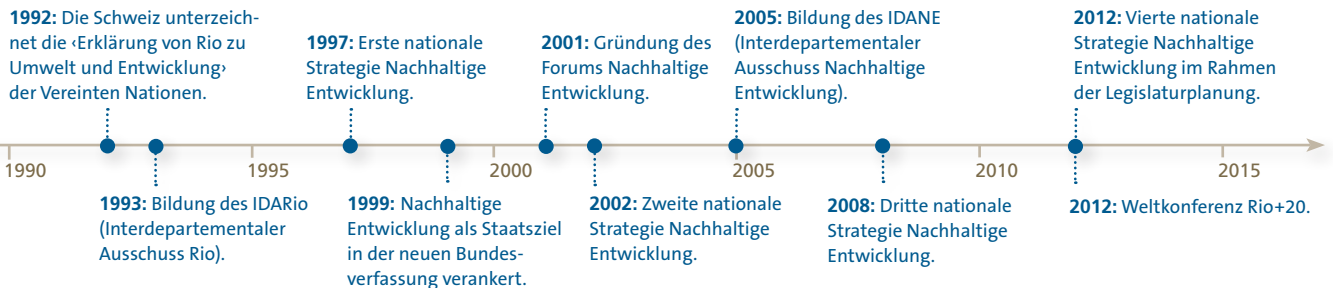 1992: Die Schweiz unterzeich-
net die ‹Erklärung von Rio zu
Umwelt und Entwicklung›
der Vereinten Nationen.
1997: Erste nationale
Strategie Nachhaltige
Entwicklung.
2001: Gründung des
Forums Nachhaltige
Entwicklung.
2005: Bildung des IDANE
(Interdepartementaler
Ausschuss Nachhaltige
Entwicklung).
2012: Vierte nationale
Strategie Nachhaltige
Entwicklung im Rahmen
der Legislaturplanung.
1990 1995 2000 2005 2010 2015
1993: Bildung des IDARio
(Interdepartementaler
Ausschuss Rio).
1999: Nachhaltige
Entwicklung als Staatsziel
in der neuen Bundes-
verfassung verankert.
2002: Zweite nationale
Strategie Nachhaltige
Entwicklung.
2008: Dritte nationale
Strategie Nachhaltige
Entwicklung.
2012: Weltkonferenz Rio+20.